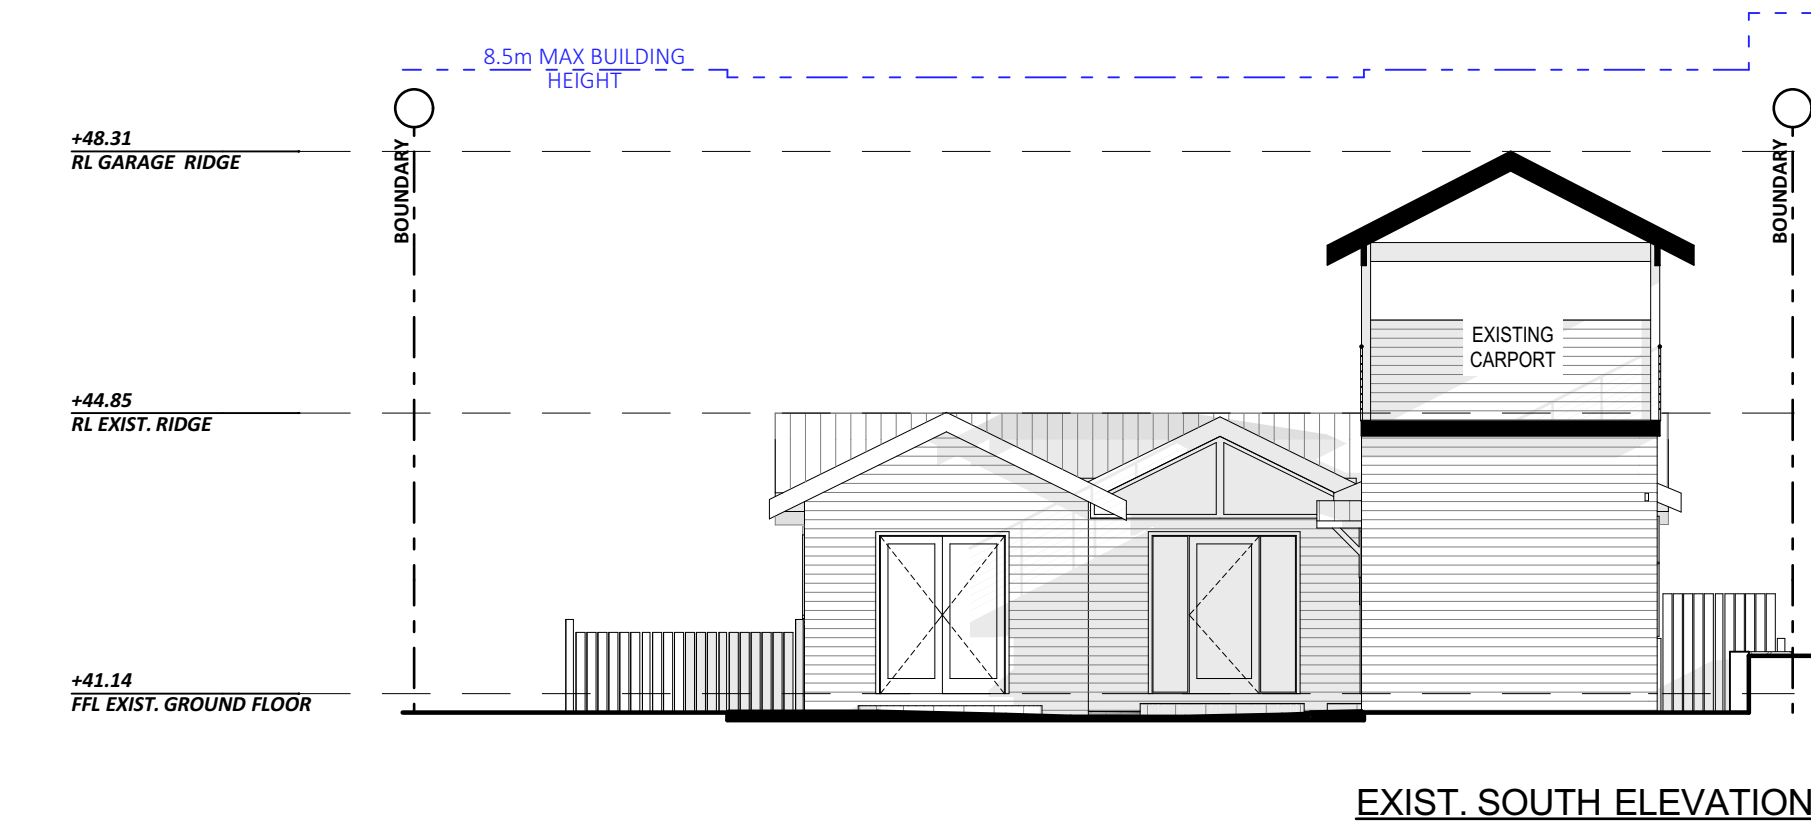 8.5m MAX BUILDING
HEIGHT
+48.31
RL GARAGE RIDGE
BOUNDARY
BOUNDARY
EXISTING
CARPORT
+44.85
RL EXIST. RIDGE
+41.14
FFL EXIST. GROUND FLOOR
EXIST. SOUTH ELEVATION